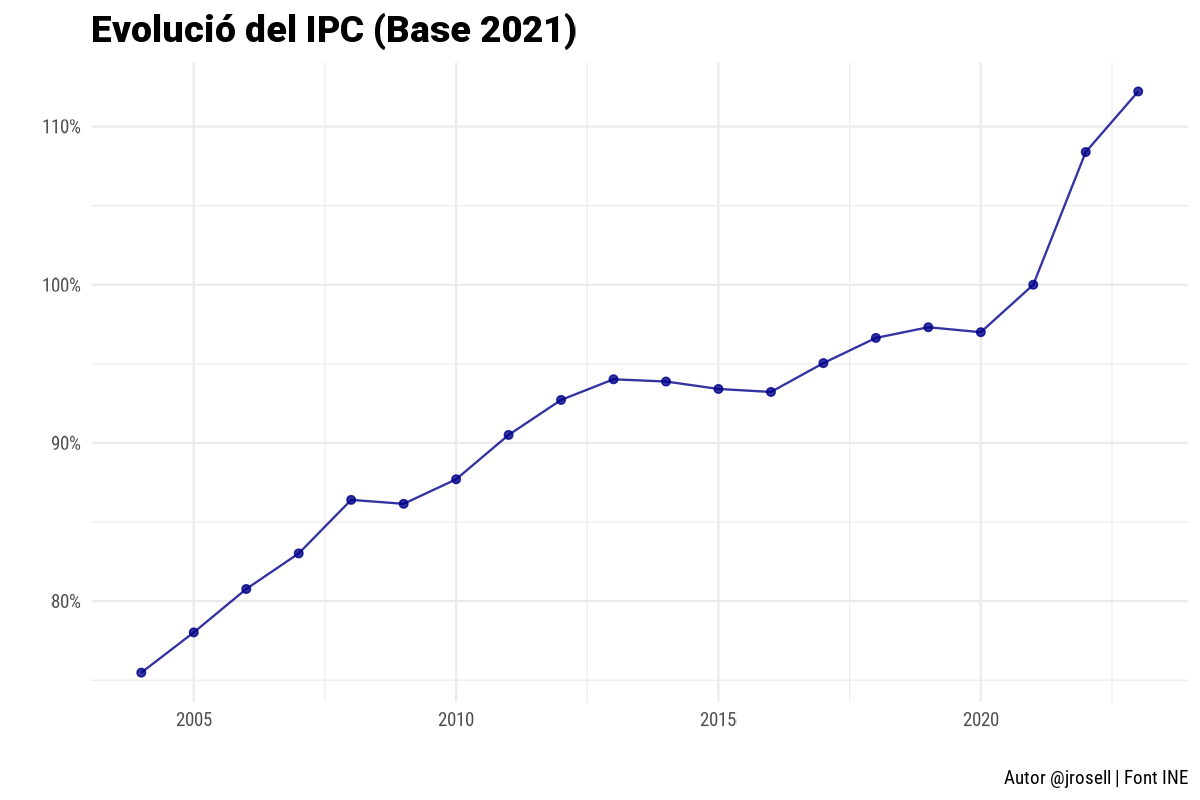 Evolució del IPC (Base 2021)
110%
100%
90%
80%
2005 2010 2015 2020
Autor @jrosell | Font INE